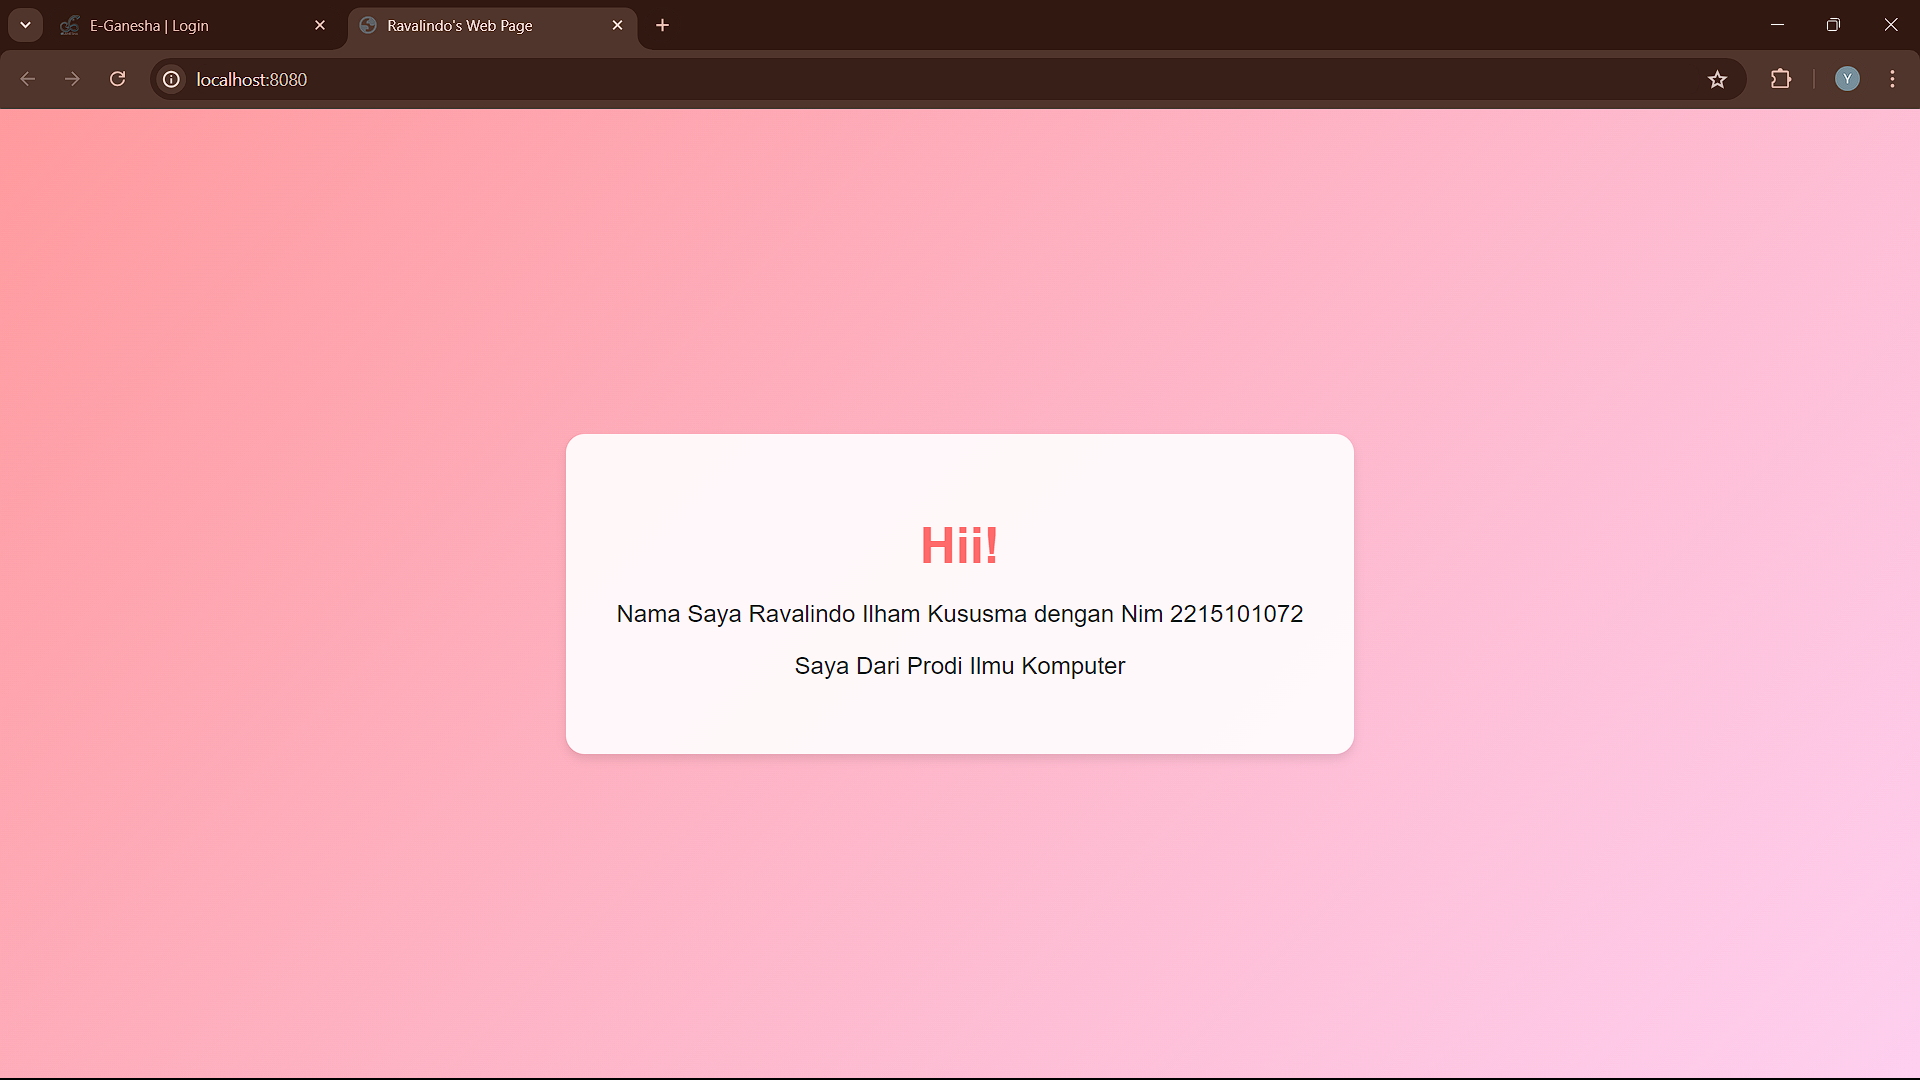 E-Ganesha | Login
Ravalindo's Web Page
localhost:8080
Y
Hii!
Nama Saya Ravalindo Ilham Kususma dengan Nim 2215101072
Saya Dari Prodi Ilmu Komputer